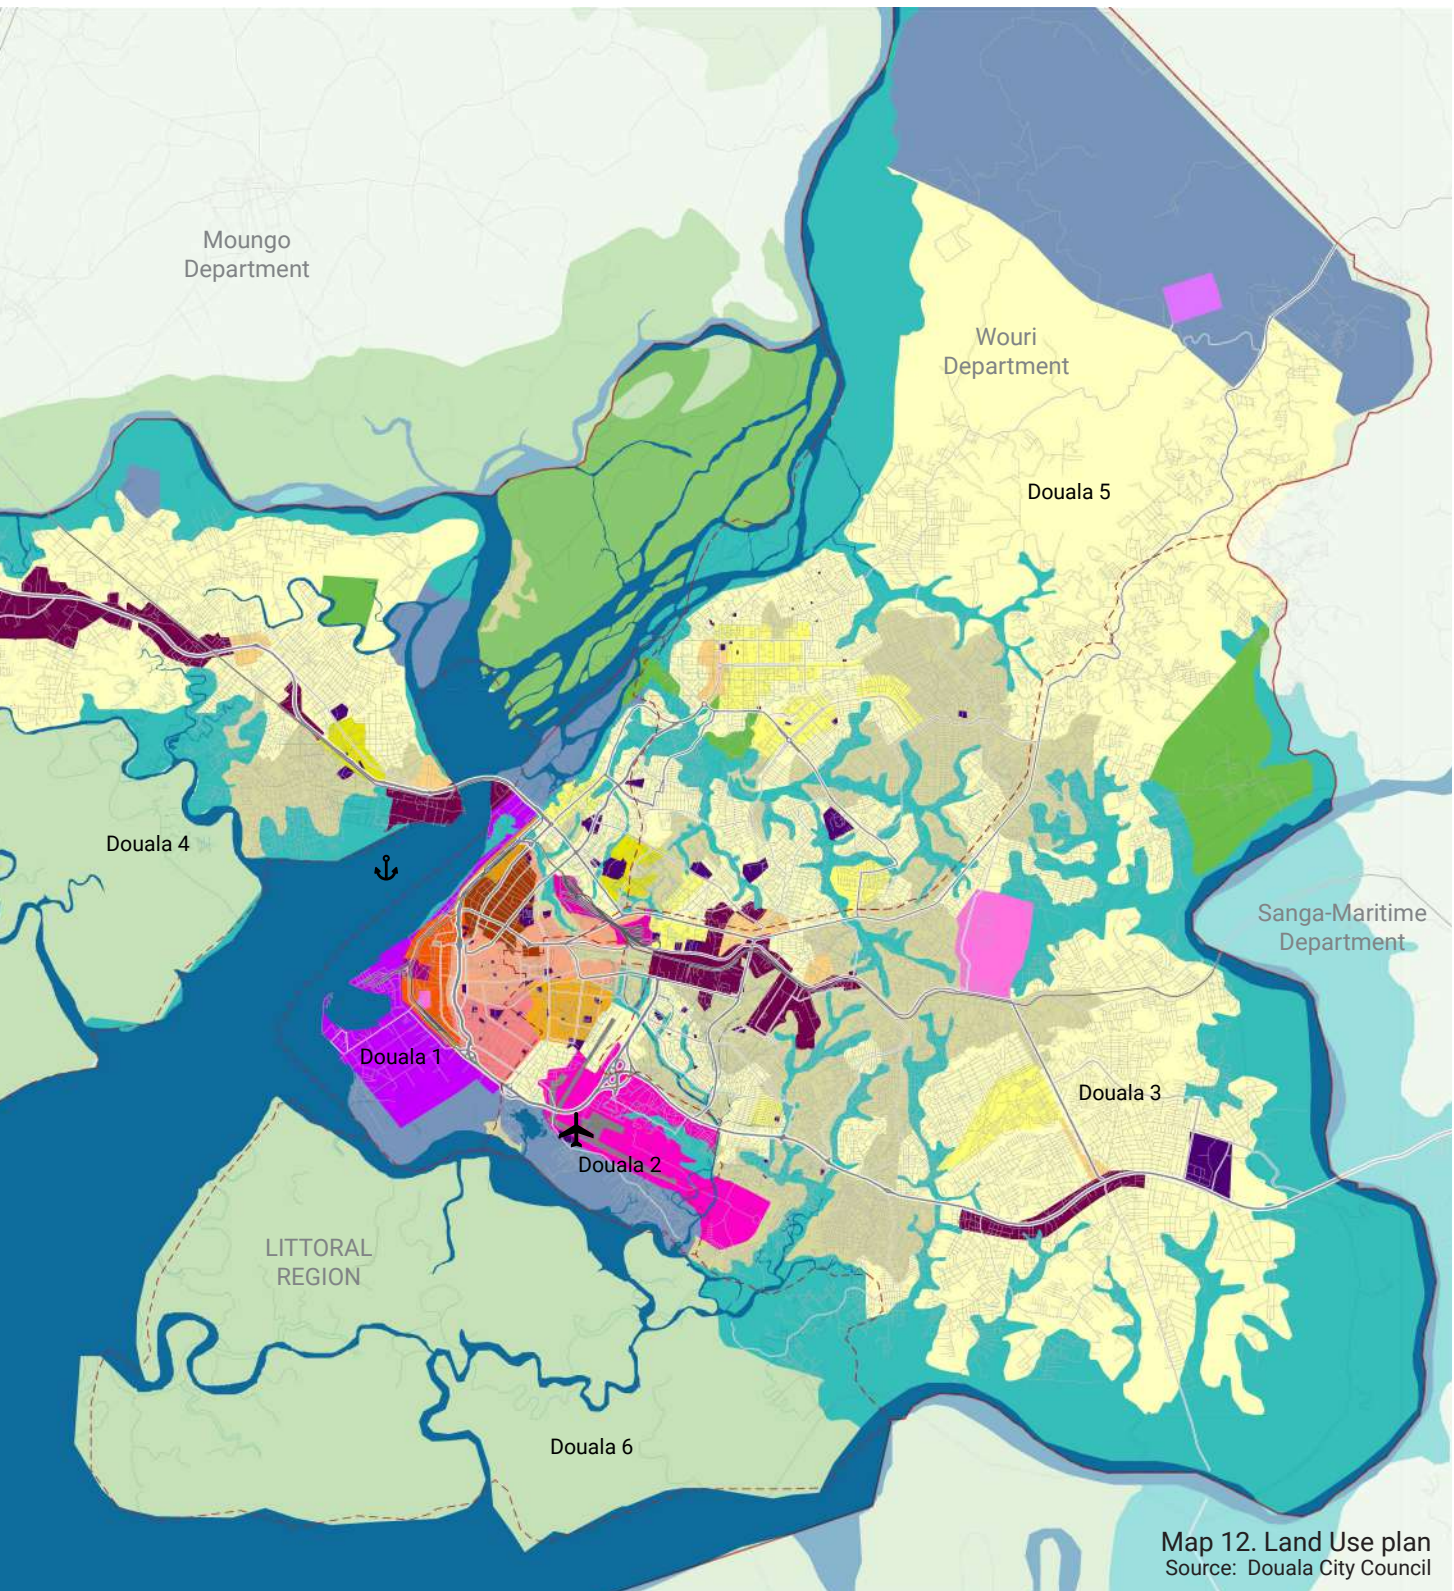 Moungo
Department
Wouri
Department
Douala 5
Douala 4
Sanga-Maritime
Department
Douala 1
Douala 3
Douala 2
LITTORAL
REGION
Douala 6
Map 12. Land Use plan
Source: Douala City Council